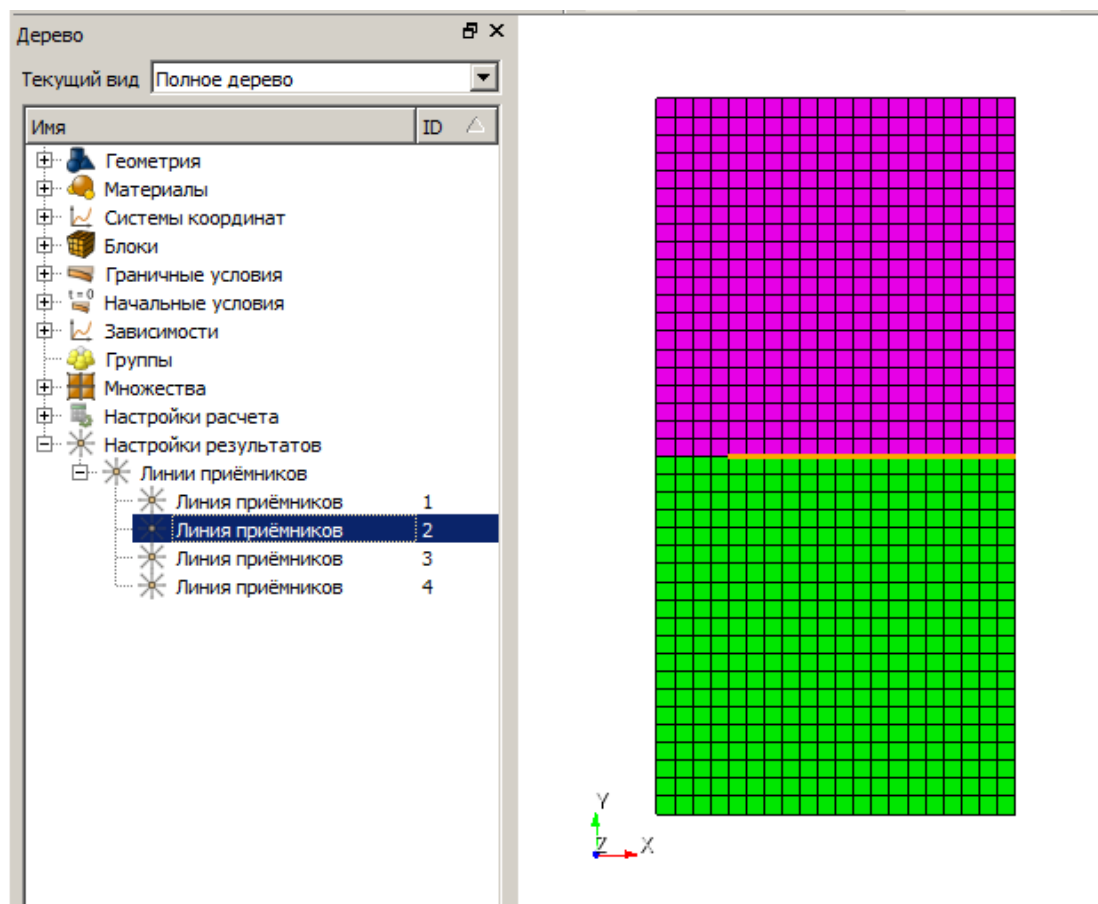 Дерево
Текущий вид Полное дерево
Имя ID
Геометрия
Материалы
Системы координат
Блоки
Граничные условия
t=0 Начальные условия
Зависимости
Группы
Множества
Настройки расчета
Настройки результатов
Линии приёмников
Линия приёмников 1
Линия приёмников 2
Линия приёмников 3
Линия приёмников 4
Y
Z X